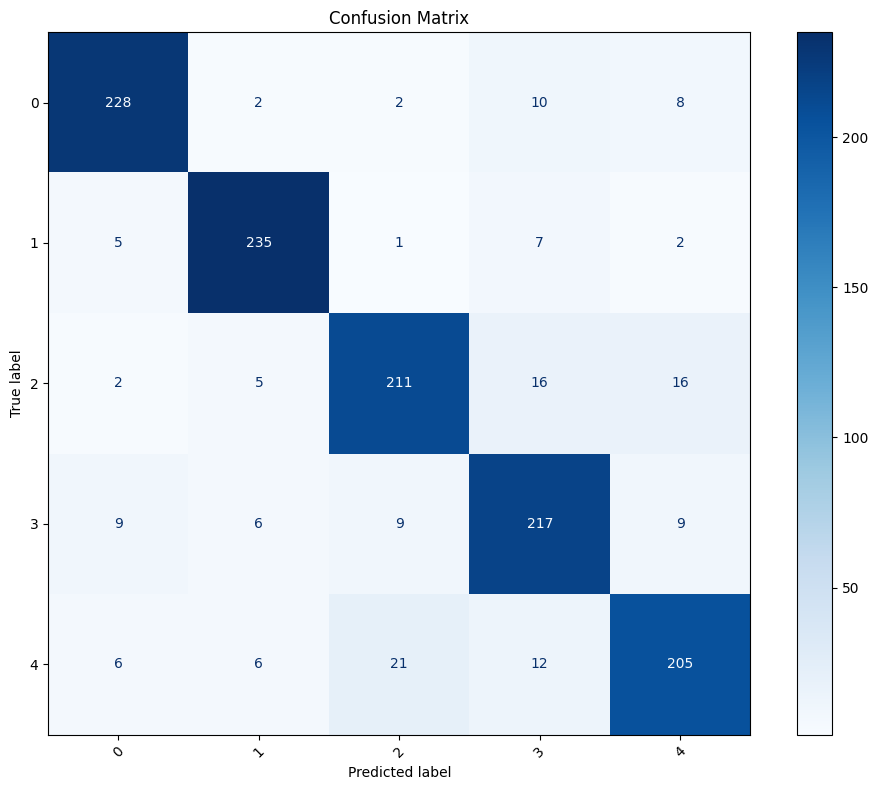 Confusion Matrix
True label
0 228 2 2 10 8
1 5 235 1 7 2
2 2 5 211 16 16
3 9 6 9 217 9
4 6 6 21 12 205
0 1 2 3 4
Predicted label
200
150
100
50